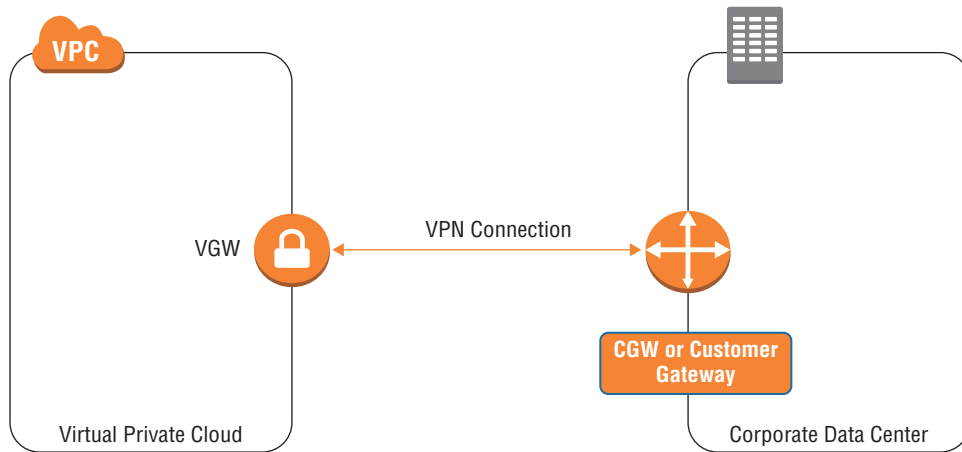 VPC
VGW
VPN Connection
CGW or Customer
Gateway
Virtual Private Cloud
Corporate Data Center